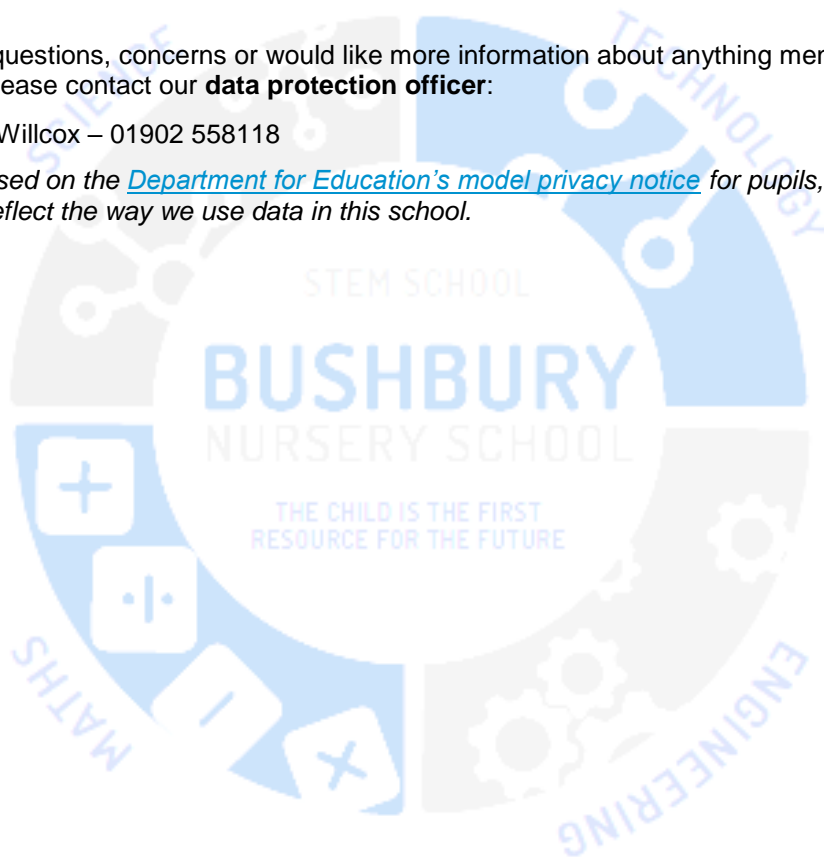 questions, concerns or would like more information about anything
ease contact our data protection officer:
Willcox – 01902 558118
sed on the Department for Education's model privacy notice for pupils,
eflect the way we use data in this school.
SCIENCE
TECHNOLOGY
STEM SCHOOL
BUSHBURY
NURSERY SCHOOL
THE CHILD IS THE FIRST
RESOURCE FOR THE FUTURE
MATHS
ENGINEERING